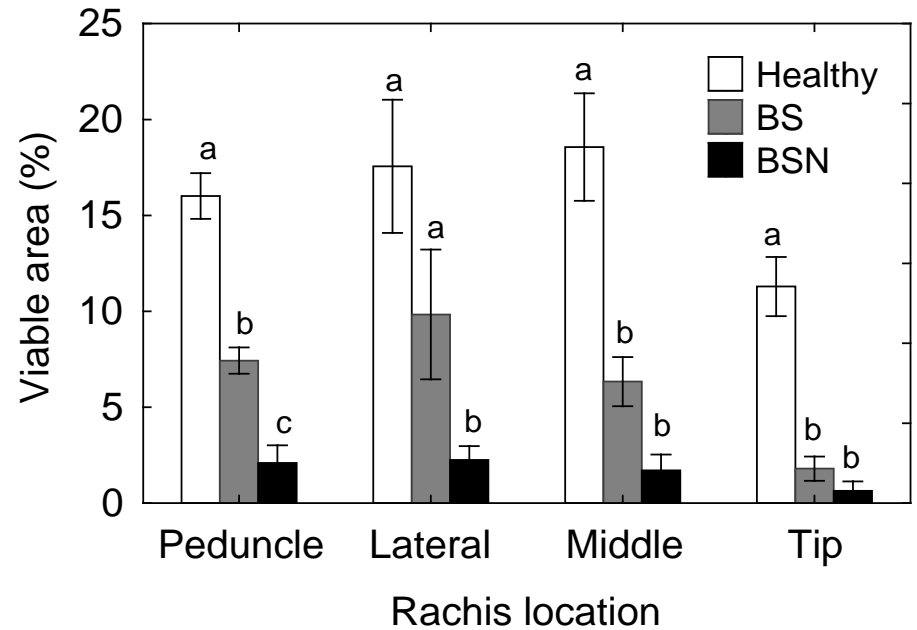 25
20
15
10
5
0
Viable area (%)
Healthy
BS
BSN
a
b
c
a
a
b
a
b
b
a
b
b
Peduncle Lateral Middle Tip
Rachis location